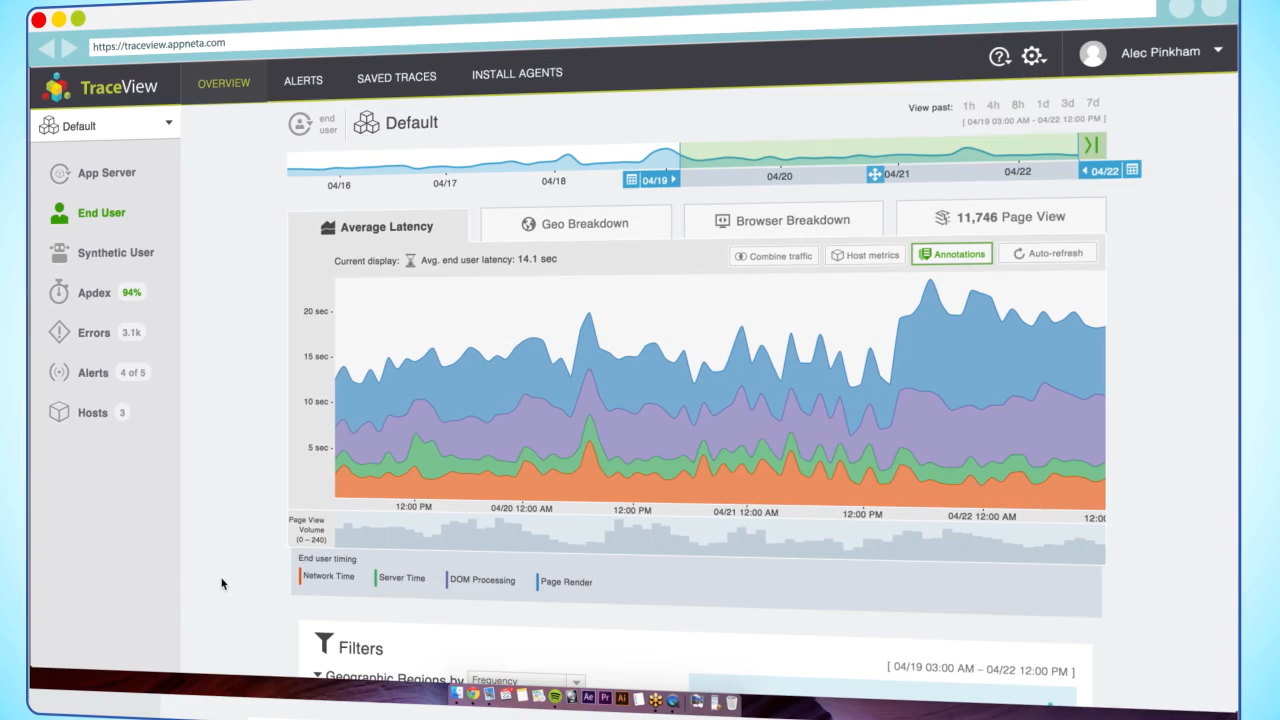 https://traceview.appneta.com
TraceView
OVERVIEW
ALERTS
SAVED TRACES
INSTALL AGENTS
Alec Pinkham
Default
App Server
End User
Synthetic User
Apdex 94%
Errors 3.1k
Alerts 4 of 5
Hosts 3
end
user
Default
View past: 1h 4h 8h 1d 3d 7d
[ 04/19 03:00 AM - 04/22 12:00 PM ]
04/16 04/17 04/18 04/19 04/20 04/21 04/22 04/22
Average Latency
Geo Breakdown
Browser Breakdown
11,746 Page View
Current display: Avg. end user latency: 14.1 sec
Combine traffic
Host metrics
Annotations
Auto-refresh
20 sec
15 sec
10 sec
5 sec
12:00 PM 04/20 12:00 AM 12:00 PM 04/21 12:00 AM 12:00 PM 04/22 12:00 AM 12:00
Page View
Volume
(0 – 240)
End user timing
Network Time Server Time DOM Processing Page Render
Filters
[ 04/19 03:00 AM – 04/22 12:00 PM ]
Geographic Regions by Frequency
Ae Pr Ai